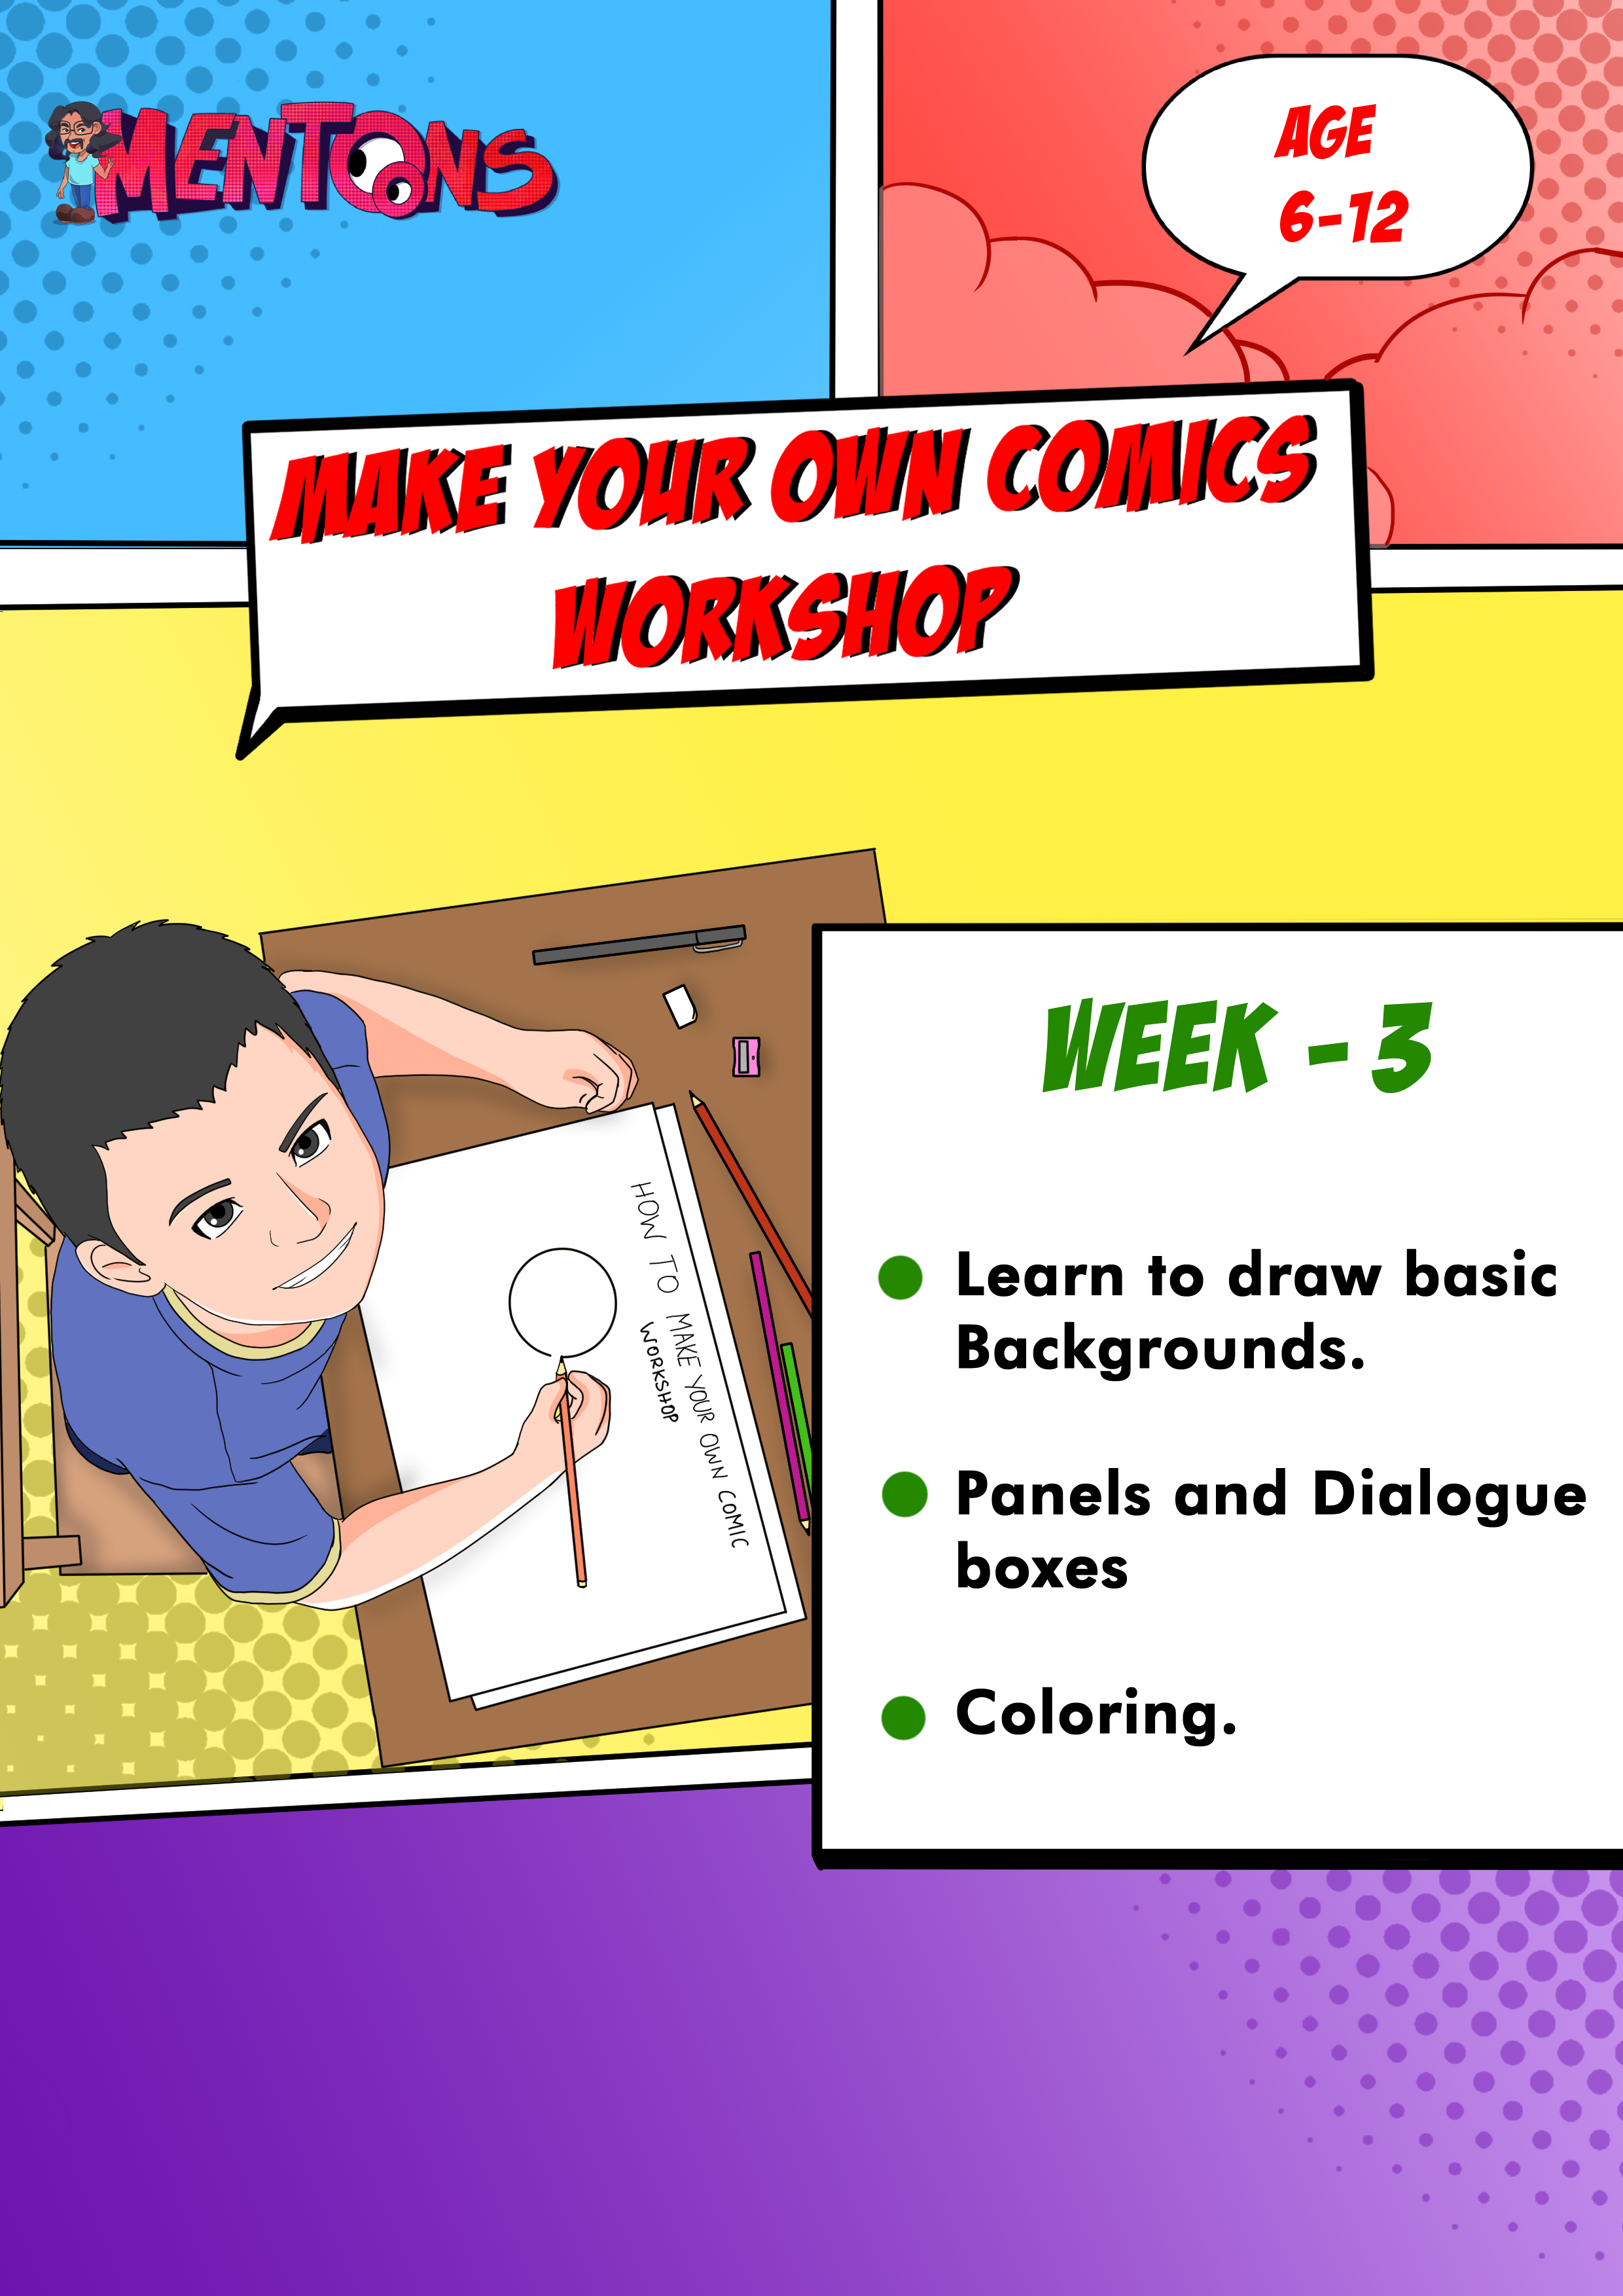 MENTOONS
AGE
6-12
MAKE YOUR OWN COMICS
WORKSHOP
HOW TO MAKE YOUR OWN COMIC
WORKSHOP
WEEK - 3
Learn to draw basic
Backgrounds.
Panels and Dialogue
boxes
Coloring.